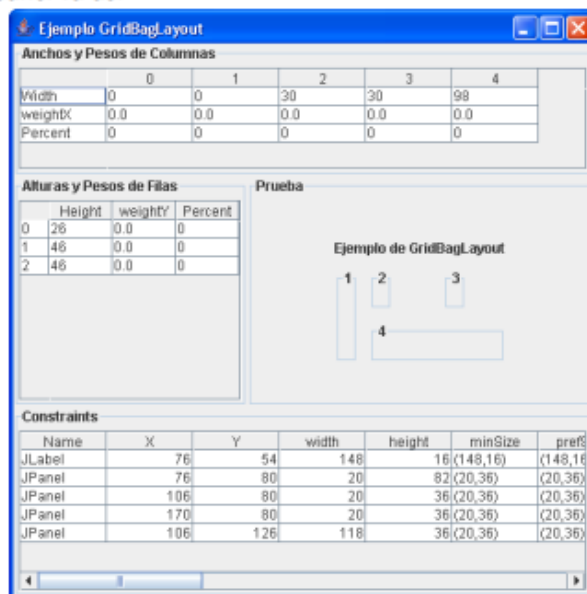 Ejemplo GridBagLayout
Anchos y Pesos de Columnas
0 1 2 3 4
Width 0 0 30 30 98
weightX 0.0 0.0 0.0 0.0 0.0
Percent 0 0 0 0 0
Alturas y Pesos de Filas
Height weightY Percent
0 26 0.0 0
1 46 0.0 0
2 46 0.0 0
Prueba
Ejemplo de GridBagLayout
1 2 3
4
Constraints
Name X Y width height minSize prefS
JLabel 76 54 148 16 (148,16) (148,16
JPanel 76 80 20 82 (20,36) (20,36)
JPanel 106 80 20 36 (20,36) (20,36)
JPanel 170 80 20 36 (20,36) (20,36)
JPanel 106 126 118 36 (20,36) (20,36)